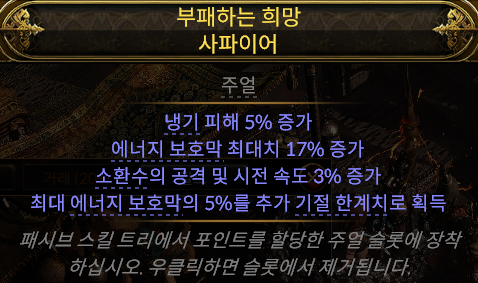 부패하는 희망
사파이어
주얼
냉기 피해 5% 증가
에너지 보호막 최대치 17% 증가
소환수의 공격 및 시전 속도 3% 증가
최대 에너지 보호막의 5%를 추가 기절 한계치로 획득
패시브 스킬 트리에서 포인트를 할당한 주얼 슬롯에 장착
하십시오. 우클릭하면 슬롯에서 제거됩니다.